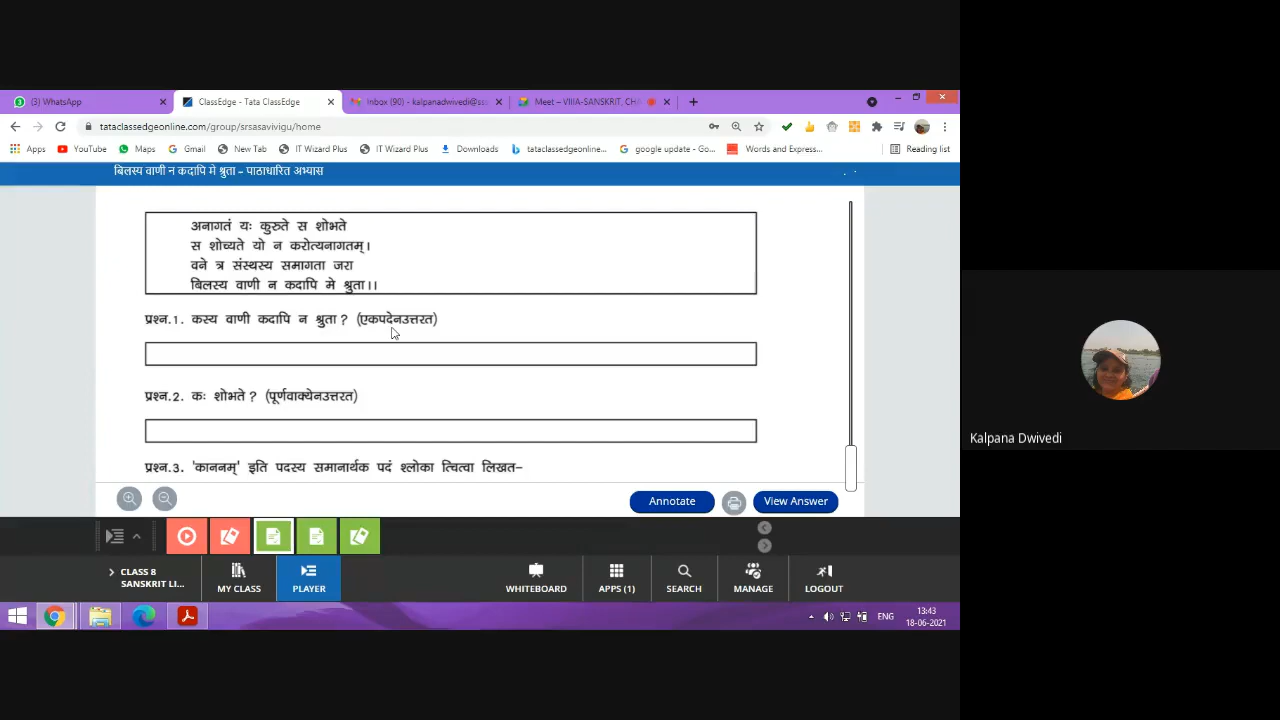 (3) WhatsApp
ClassEdge - Tata ClassEdge
Inbox (90) - kalpanadwivedi@sss
Meet – VIIIA-SANSKRIT, CHA
tataclassedgeonline.com/group/srsasavivigu/home
Apps YouTube Maps Gmail New Tab IT Wizard Plus IT Wizard Plus Downloads tataclassedgeonline... google update - Go... Words and Express... Reading list
बिलस्य वाणी न कदापि मे श्रुता – पाठाधारित अभ्यास
अनागतं यः कुरुते स शोभते
स शोच्यते यो न करोत्यनागतम्।
वने त्र संस्थस्य समागता जरा
बिलस्य वाणी न कदापि मे श्रुता।।
प्रश्न.1. कस्य वाणी कदापि न श्रुता ? (एकपदेनउत्तरत)
प्रश्न.2. कः शोभते ? (पूर्णवाक्येनउत्तरत)
प्रश्न.3. 'काननम्' इति पदस्य समानार्थक पदं श्लोका त्चित्वा लिखत–
Annotate
View Answer
CLASS 8
SANSKRIT LI...
MY CLASS
PLAYER
WHITEBOARD
APPS (1)
SEARCH
MANAGE
LOGOUT
ENG
13:43
18-06-2021
Kalpana Dwivedi